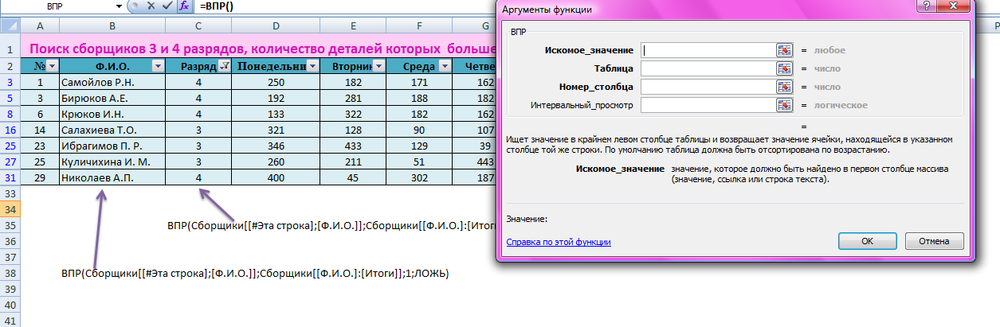 ВПР =ВПР()
A B C D E F G P
1 Поиск сборщиков 3 и 4 разрядов, количество деталей которых больше
2 № Ф.И.О. Разряд Понедельни Вторник Среда Четве
3 1 Самойлов Р.Н. 4 250 182 171 162
5 3 Бирюков А.Е. 4 192 281 188 182
8 6 Крюков И.Н. 4 133 322 182 162
16 14 Салахиева Т.О. 3 321 128 90 107
25 23 Ибрагимов П. Р. 3 346 433 129 39
27 25 Куличихина И. М. 3 260 211 51 443
31 29 Николаев А.П. 4 400 45 302 187
33
34
35 ВПР(Сборщики[[#Эта строка];[Ф.И.О.]];Сборщики[[Ф.И.О.]:[Итоги
36
37
38 ВПР(Сборщики[[#Эта строка];[Ф.И.О.]];Сборщики[[Ф.И.О.]:[Итоги]];1;ЛОЖЬ)
39
40
41
Аргументы функции
ВПР
Искомое_значение = любое
Таблица = число
Номер_столбца = число
Интервальный_просмотр = логическое
=
Ищет значение в крайнем левом столбце таблицы и возвращает значение ячейки, находящейся в указанном
столбце той же строки. По умолчанию таблица должна быть отсортирована по возрастанию.
Искомое_значение значение, которое должно быть найдено в первом столбце массива
(значение, ссылка или строка текста).
Значение:
Справка по этой функции ОК Отмена